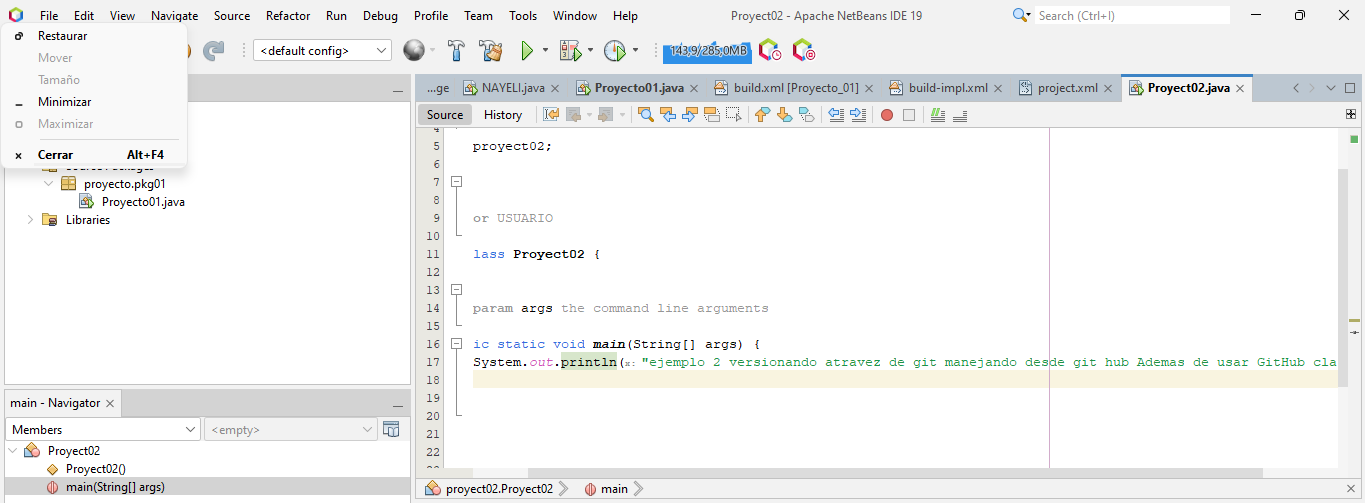 File Edit View Navigate Source Refactor Run Debug Profile Team Tools Window Help Proyect02 - Apache NetBeans IDE 19 Search (Ctrl+I)
Restaurar
Mover
Tamaño
Minimizar
Maximizar
Cerrar Alt+F4
<default config> 143,9/285,0MB
...ge NAYELI.java Proyecto01.java build.xml [Proyecto_01] build-impl.xml project.xml Proyect02.java
Source History
proyecto.pkg01
Proyecto01.java
Libraries
4
5 proyect02;
6
7
8
9 or USUARIO
10
11 lass Proyect02 {
12
13
14 param args the command line arguments
15
16 ic static void main(String[] args) {
17 System.out.println(x: "ejemplo 2 versionando atravez de git manejando desde git hub Ademas de usar GitHub cla
18
19
20
21
22
main - Navigator
Members <empty>
Proyect02
Proyect02()
main(String[] args)
proyect02.Proyect02 main